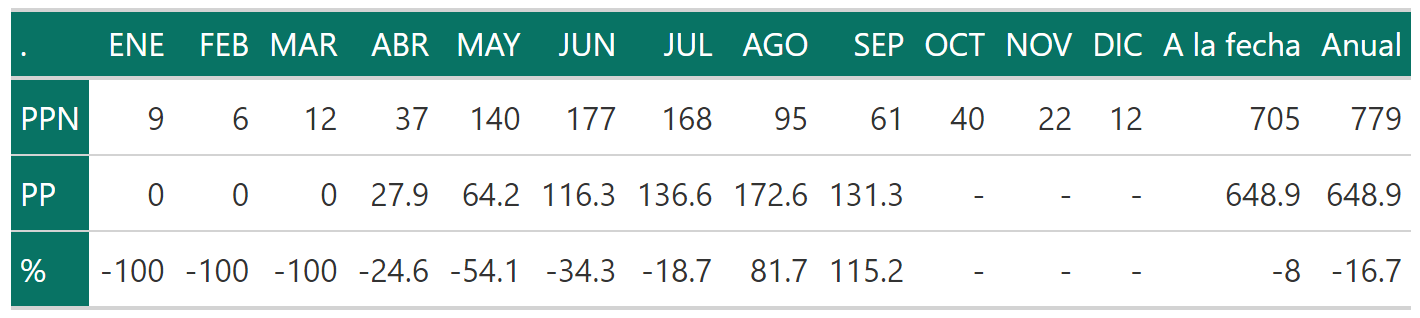 . ENE FEB MAR ABR MAY JUN JUL AGO SEP OCT NOV DIC A la fecha Anual
PPN 9 6 12 37 140 177 168 95 61 40 22 12 705 779
PP 0 0 0 27.9 64.2 116.3 136.6 172.6 131.3 - - - 648.9 648.9
% -100 -100 -100 -24.6 -54.1 -34.3 -18.7 81.7 115.2 - - - -8 -16.7